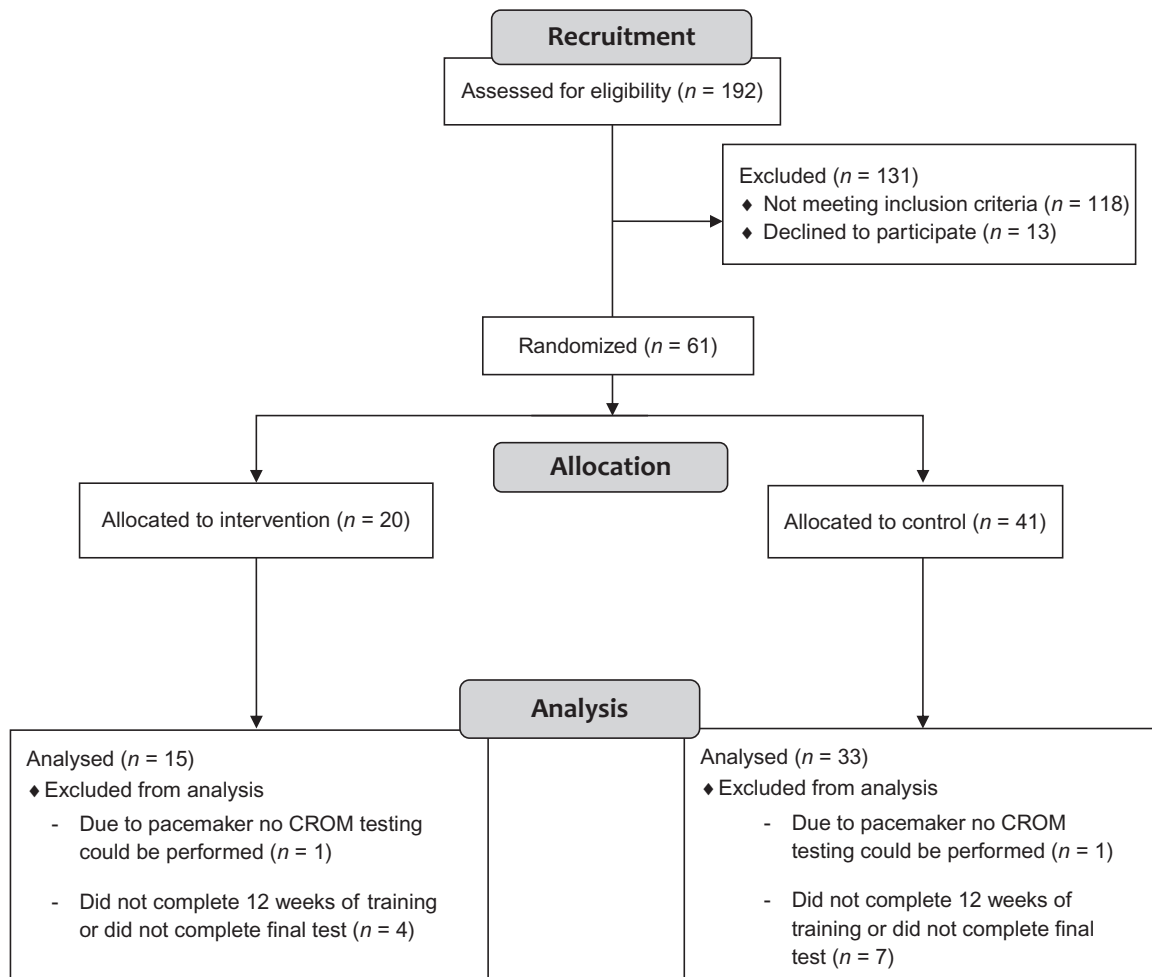 Recruitment
Assessed for eligibility (n = 192)
Excluded (n = 131)
♦ Not meeting inclusion criteria (n = 118)
♦ Declined to participate (n = 13)
Randomized (n = 61)
Allocation
Allocated to intervention (n = 20)
Allocated to control (n = 41)
Analysis
Analysed (n = 15)
♦ Excluded from analysis
- Due to pacemaker no CROM testing
could be performed (n = 1)
- Did not complete 12 weeks of training
or did not complete final test (n = 4)
Analysed (n = 33)
♦ Excluded from analysis
- Due to pacemaker no CROM
testing could be performed (n = 1)
- Did not complete 12 weeks of
training or did not complete final
test (n = 7)